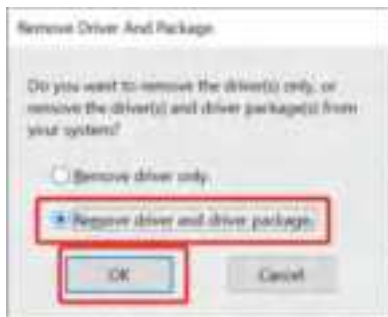 Remove Driver And Package
Do you want to remove the driver(s) only, or
remove the driver(s) and driver package(s) from
your system?
Remove driver only.
Remove driver and driver package.
OK
Cancel